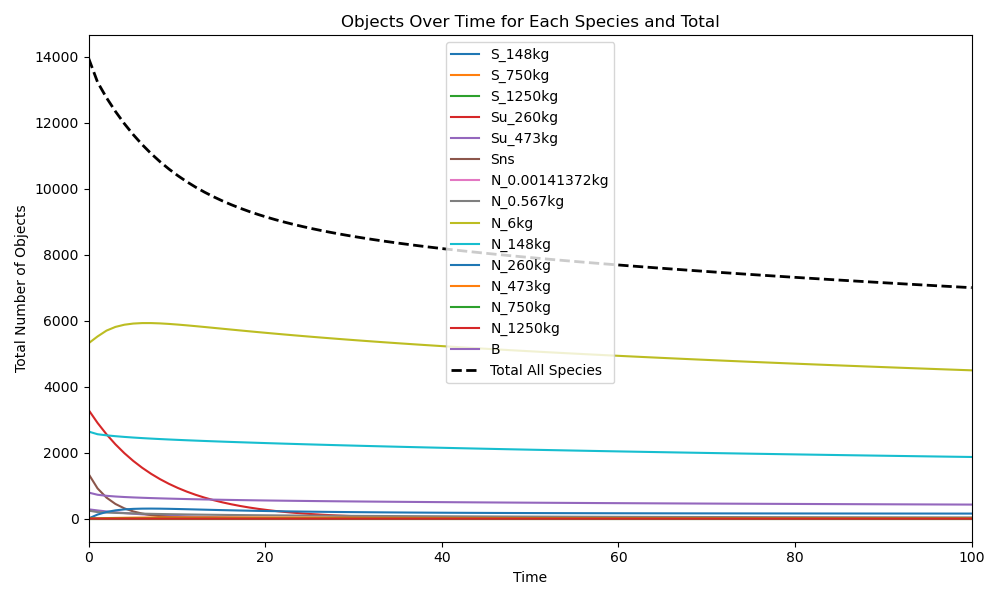 Objects Over Time for Each Species and Total
Total Number of Objects
14000
12000
10000
8000
6000
4000
2000
0
S_148kg
S_750kg
S_1250kg
Su_260kg
Su_473kg
Sns
N_0.00141372kg
N_0.567kg
N_6kg
N_148kg
N_260kg
N_473kg
N_750kg
N_1250kg
B
Total All Species
0 20 40 60 80 100
Time